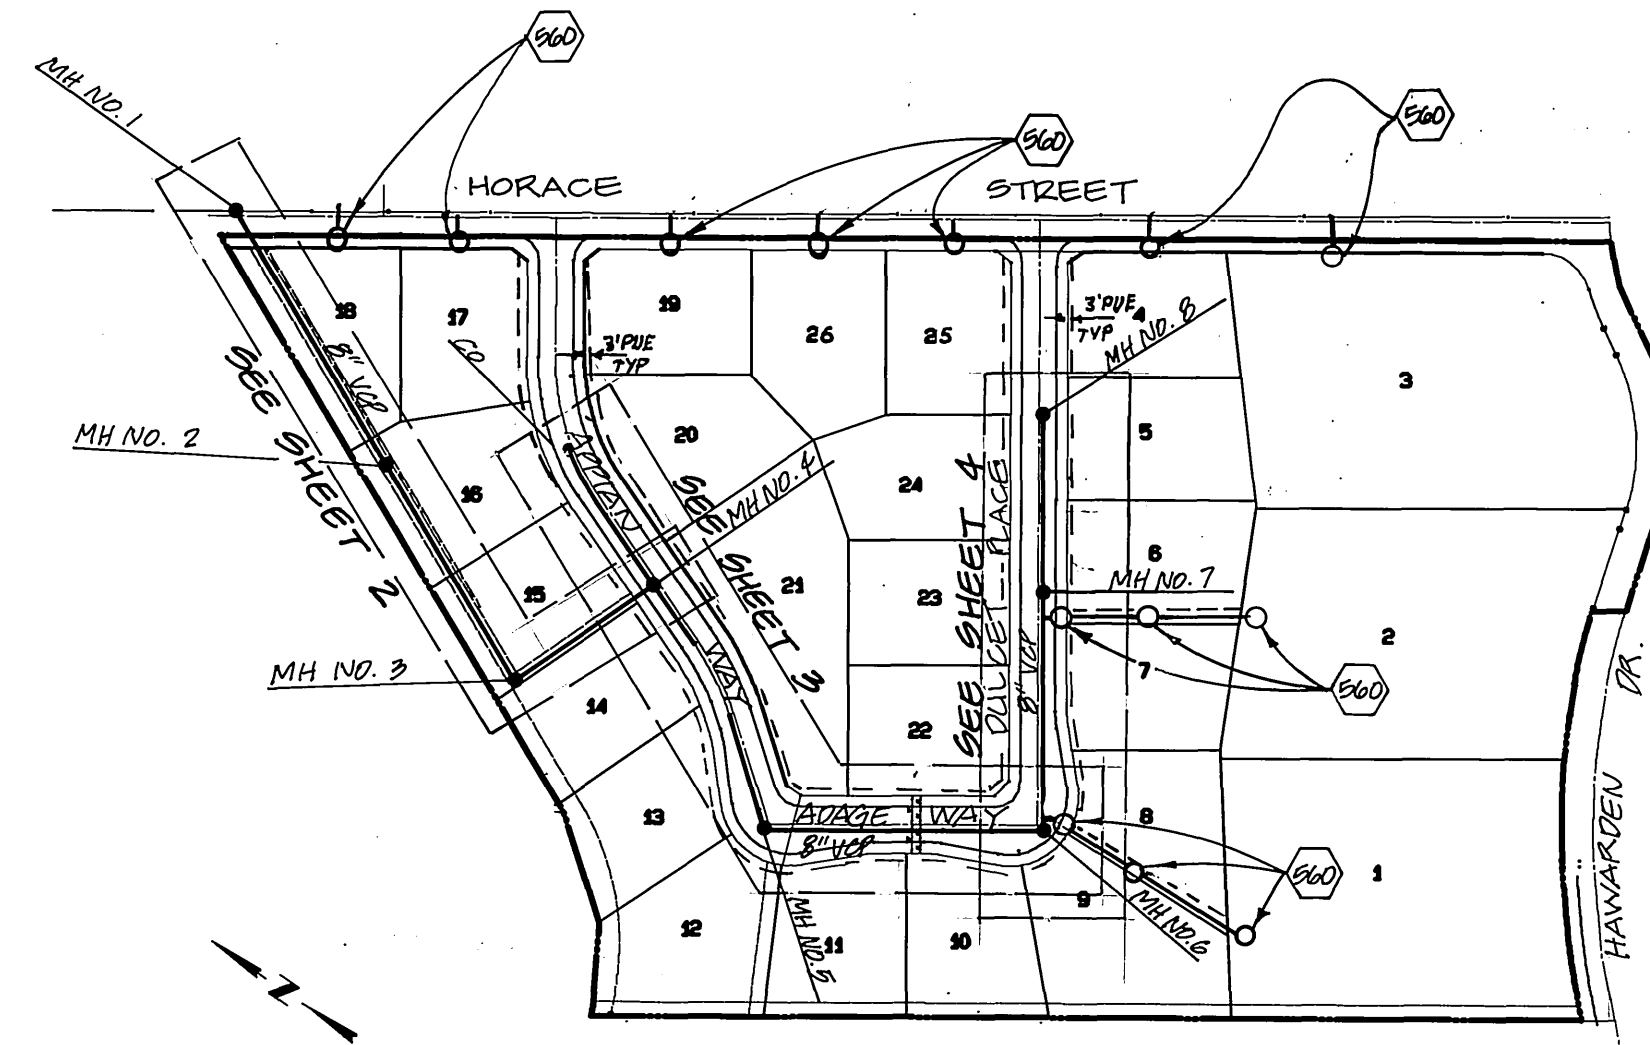 560
MH NO. 1
560
560
HORACE STREET
18
17
19
26
25
3' PUE
TYP
3' PUE
TYP
4
MH NO. 8
3
CO
8" VCP
SEE SHEET 2
MH NO. 2
16
20
5
24
APPIAN WAY
MH NO. 4
SEE SHEET 3
SEE SHEET 4
DULCET PLACE
15
21
23
6
MH NO. 7
2
7
560
MH NO. 3
14
22
8" VCP
DR.
HAWARDEN
13
ADAGE WAY
8" VCP
8
560
1
9
12
11
10
MH NO. 5
MH NO. 6
N